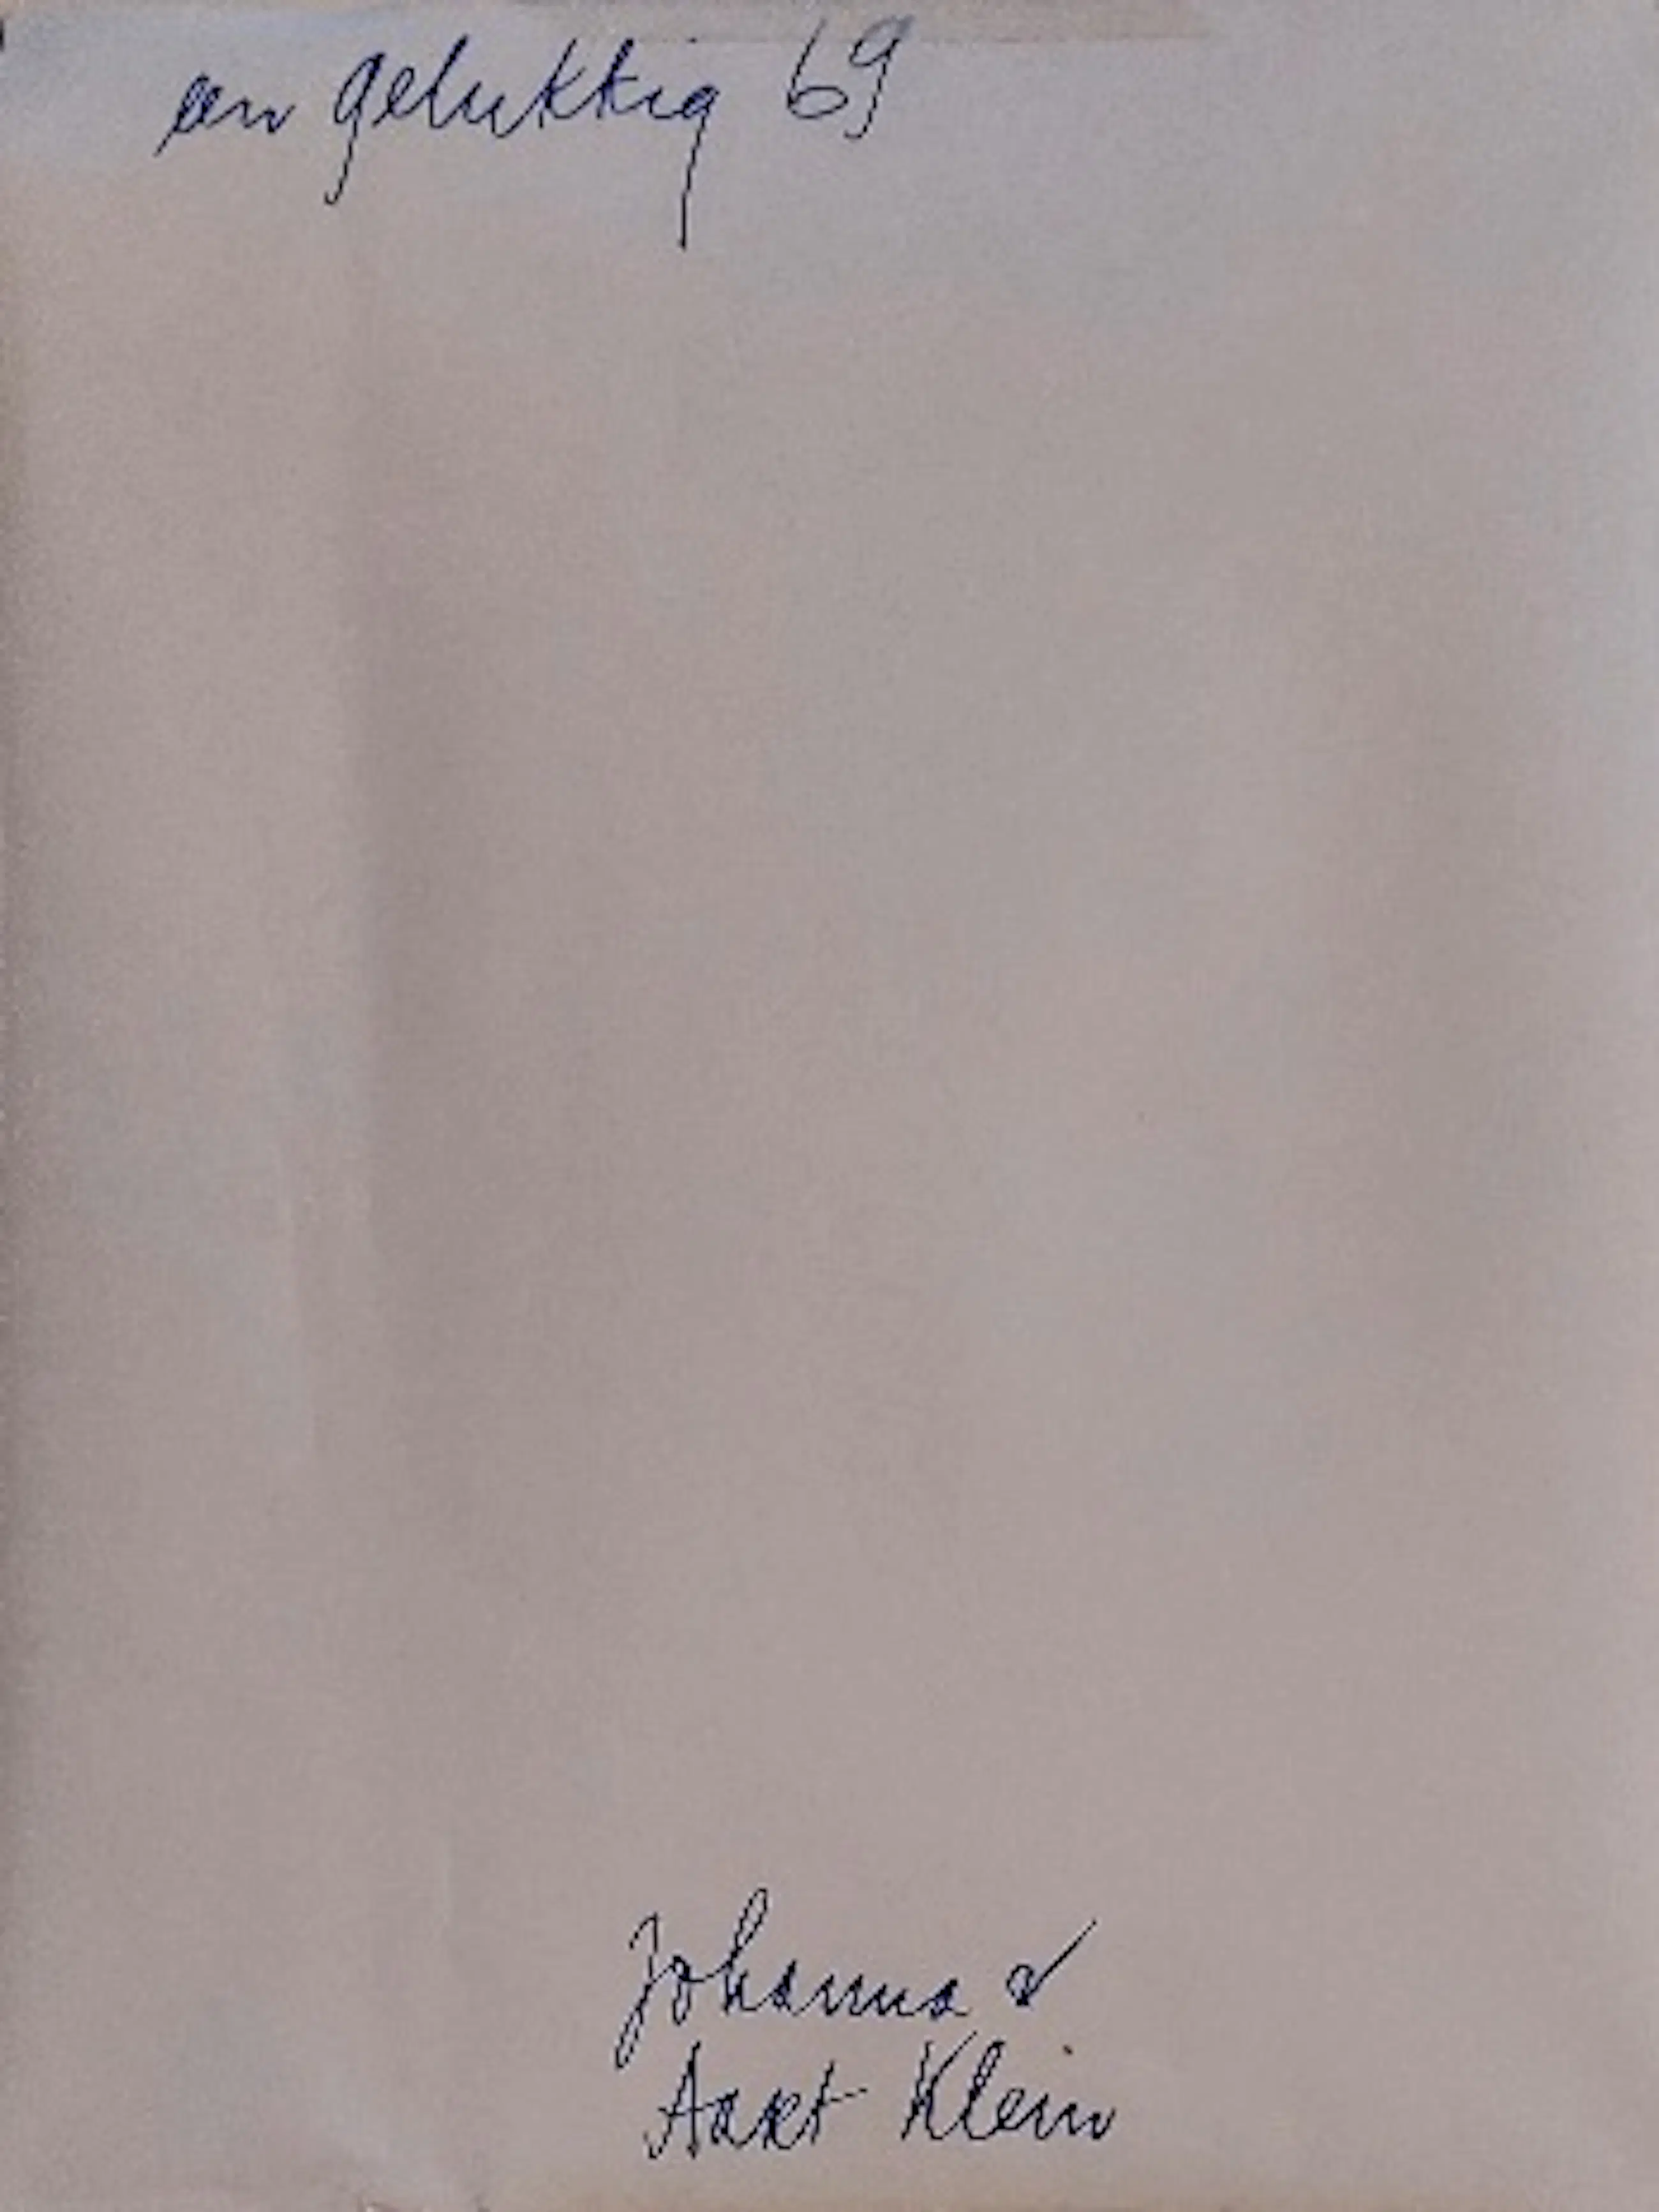 een gelukkig 69
Johanna &
Aart Klein